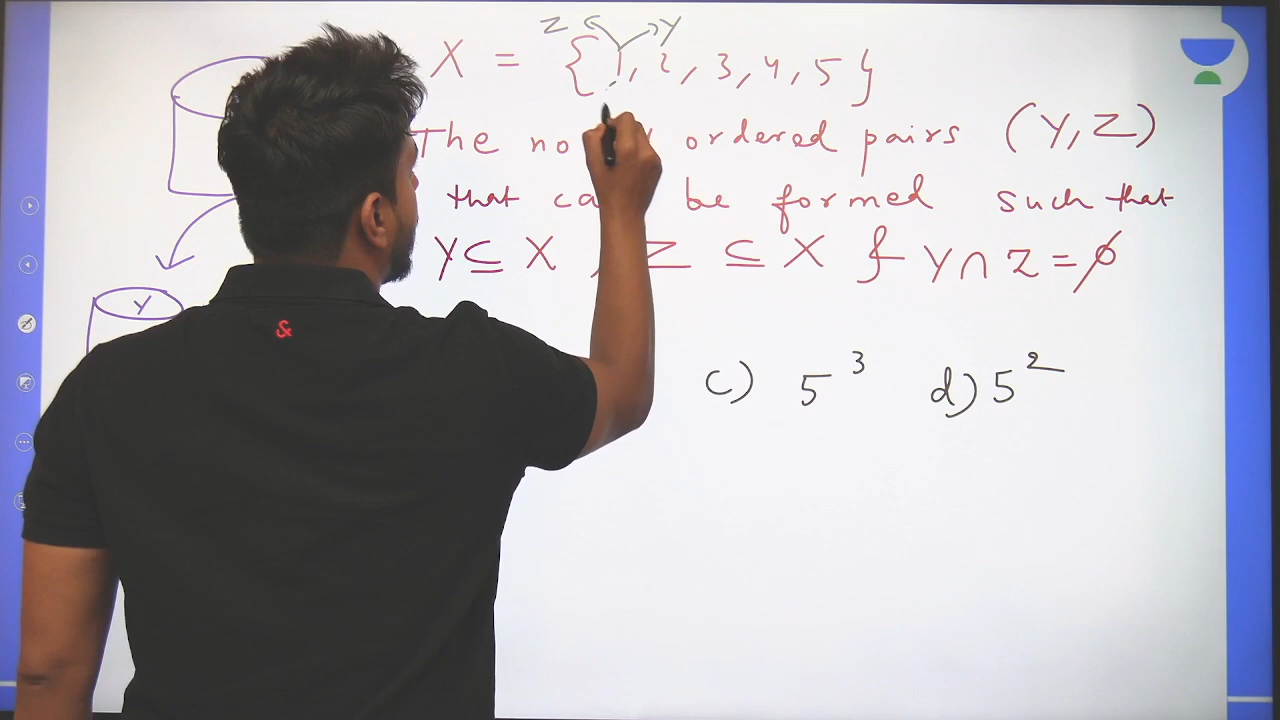 Z Y
X = {1, 2, 3, 4, 5}
The no ordered pairs (Y, Z)
that be formed such that
Y ⊆ X , Z ⊆ X & Y ∩ Z = ϕ
Y
&
c) 5³ d) 5²